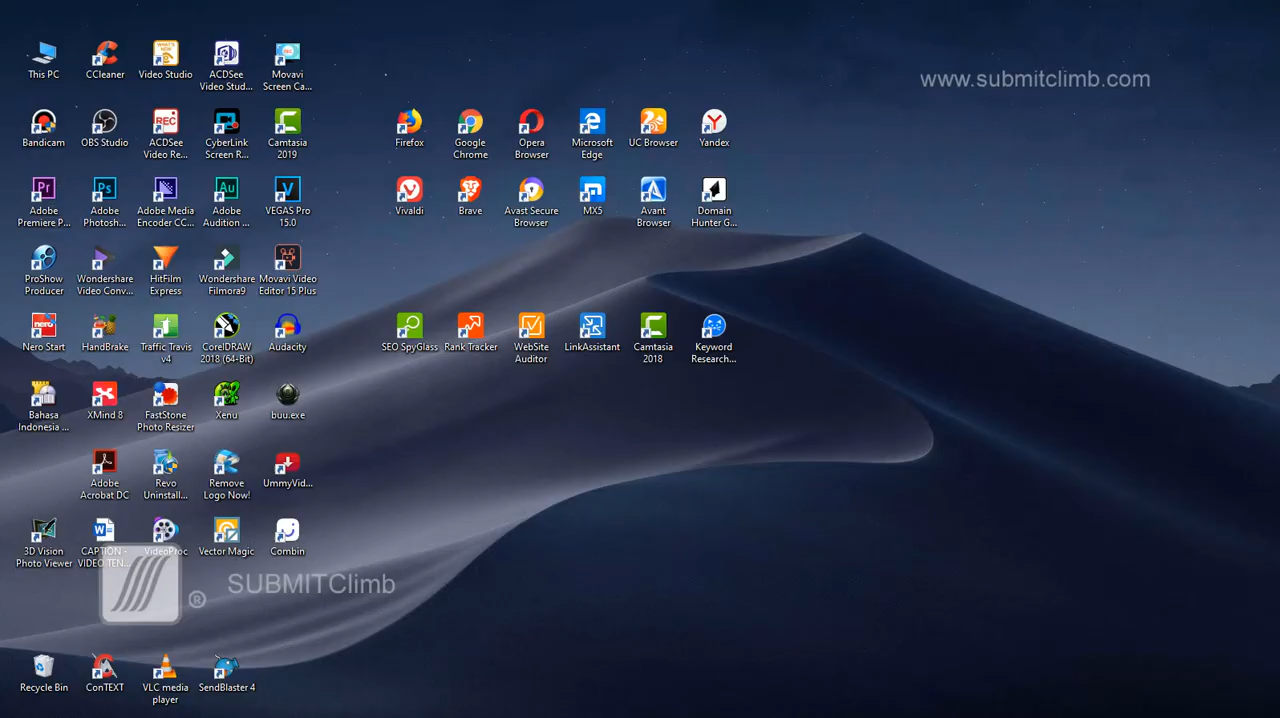 www.submitclimb.com
This PC
CCleaner
Video Studio
ACDSee
Video Stud...
Movavi
Screen Ca...
Bandicam
OBS Studio
ACDSee
Video Re...
CyberLink
Screen R...
Camtasia
2019
Firefox
Google
Chrome
Opera
Browser
Microsoft
Edge
UC Browser
Yandex
Adobe
Premiere P...
Adobe
Photosh...
Adobe Media
Encoder CC...
Adobe
Audition ...
VEGAS Pro
15.0
Vivaldi
Brave
Avast Secure
Browser
MX5
Avant
Browser
Domain
Hunter G...
ProShow
Producer
Wondershare
Video Conv...
HitFilm
Express
Wondershare
Filmora9
Movavi Video
Editor 15 Plus
Nero Start
HandBrake
Traffic Travis
v4
CorelDRAW
2018 (64-Bit)
Audacity
SEO SpyGlass
Rank Tracker
WebSite
Auditor
LinkAssistant
Camtasia
2018
Keyword
Research...
Bahasa
Indonesia ...
XMind 8
FastStone
Photo Resizer
Xenu
buu.exe
Adobe
Acrobat DC
Revo
Uninstall...
Remove
Logo Now!
UmmyVid...
3D Vision
Photo Viewer
CAPTION -
VIDEO TEN...
VideoProc
Vector Magic
Combin
SUBMITClimb
®
Recycle Bin
ConTEXT
VLC media
player
SendBlaster 4